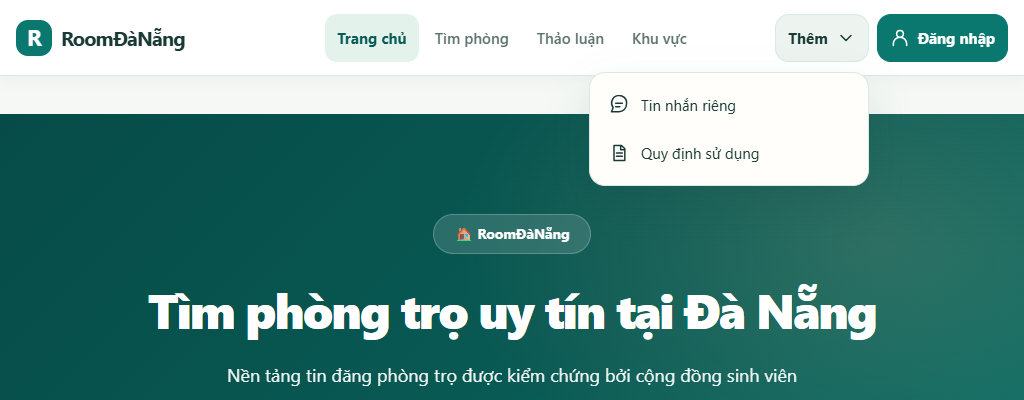 R RoomĐàNẵng Trang chủ Tìm phòng Thảo luận Khu vực Thêm Đăng nhập
Tin nhắn riêng
Quy định sử dụng
RoomĐàNẵng
Tìm phòng trọ uy tín tại Đà Nẵng
Nền tảng tin đăng phòng trọ được kiểm chứng bởi cộng đồng sinh viên